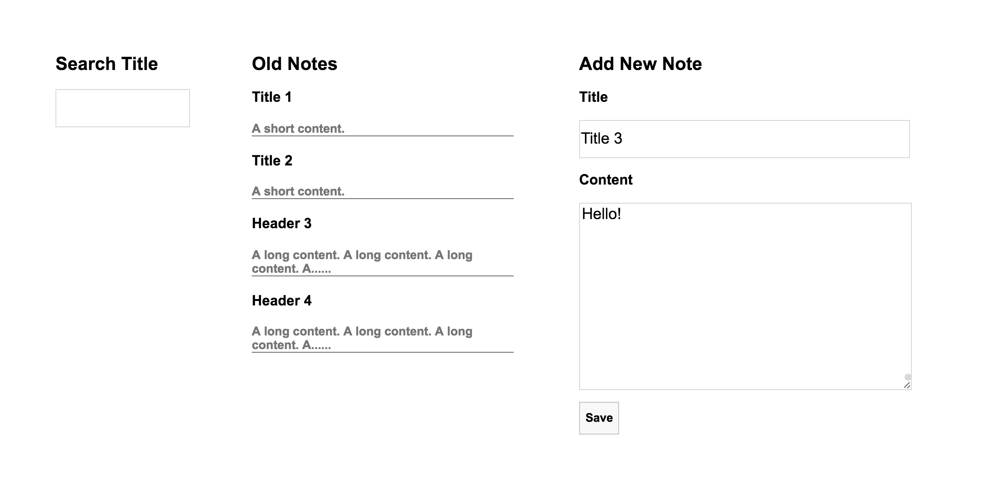 Search Title
Old Notes
Title 1
A short content.
Title 2
A short content.
Header 3
A long content. A long content. A long
content. A......
Header 4
A long content. A long content. A long
content. A......
Add New Note
Title
Title 3
Content
Hello!
Save